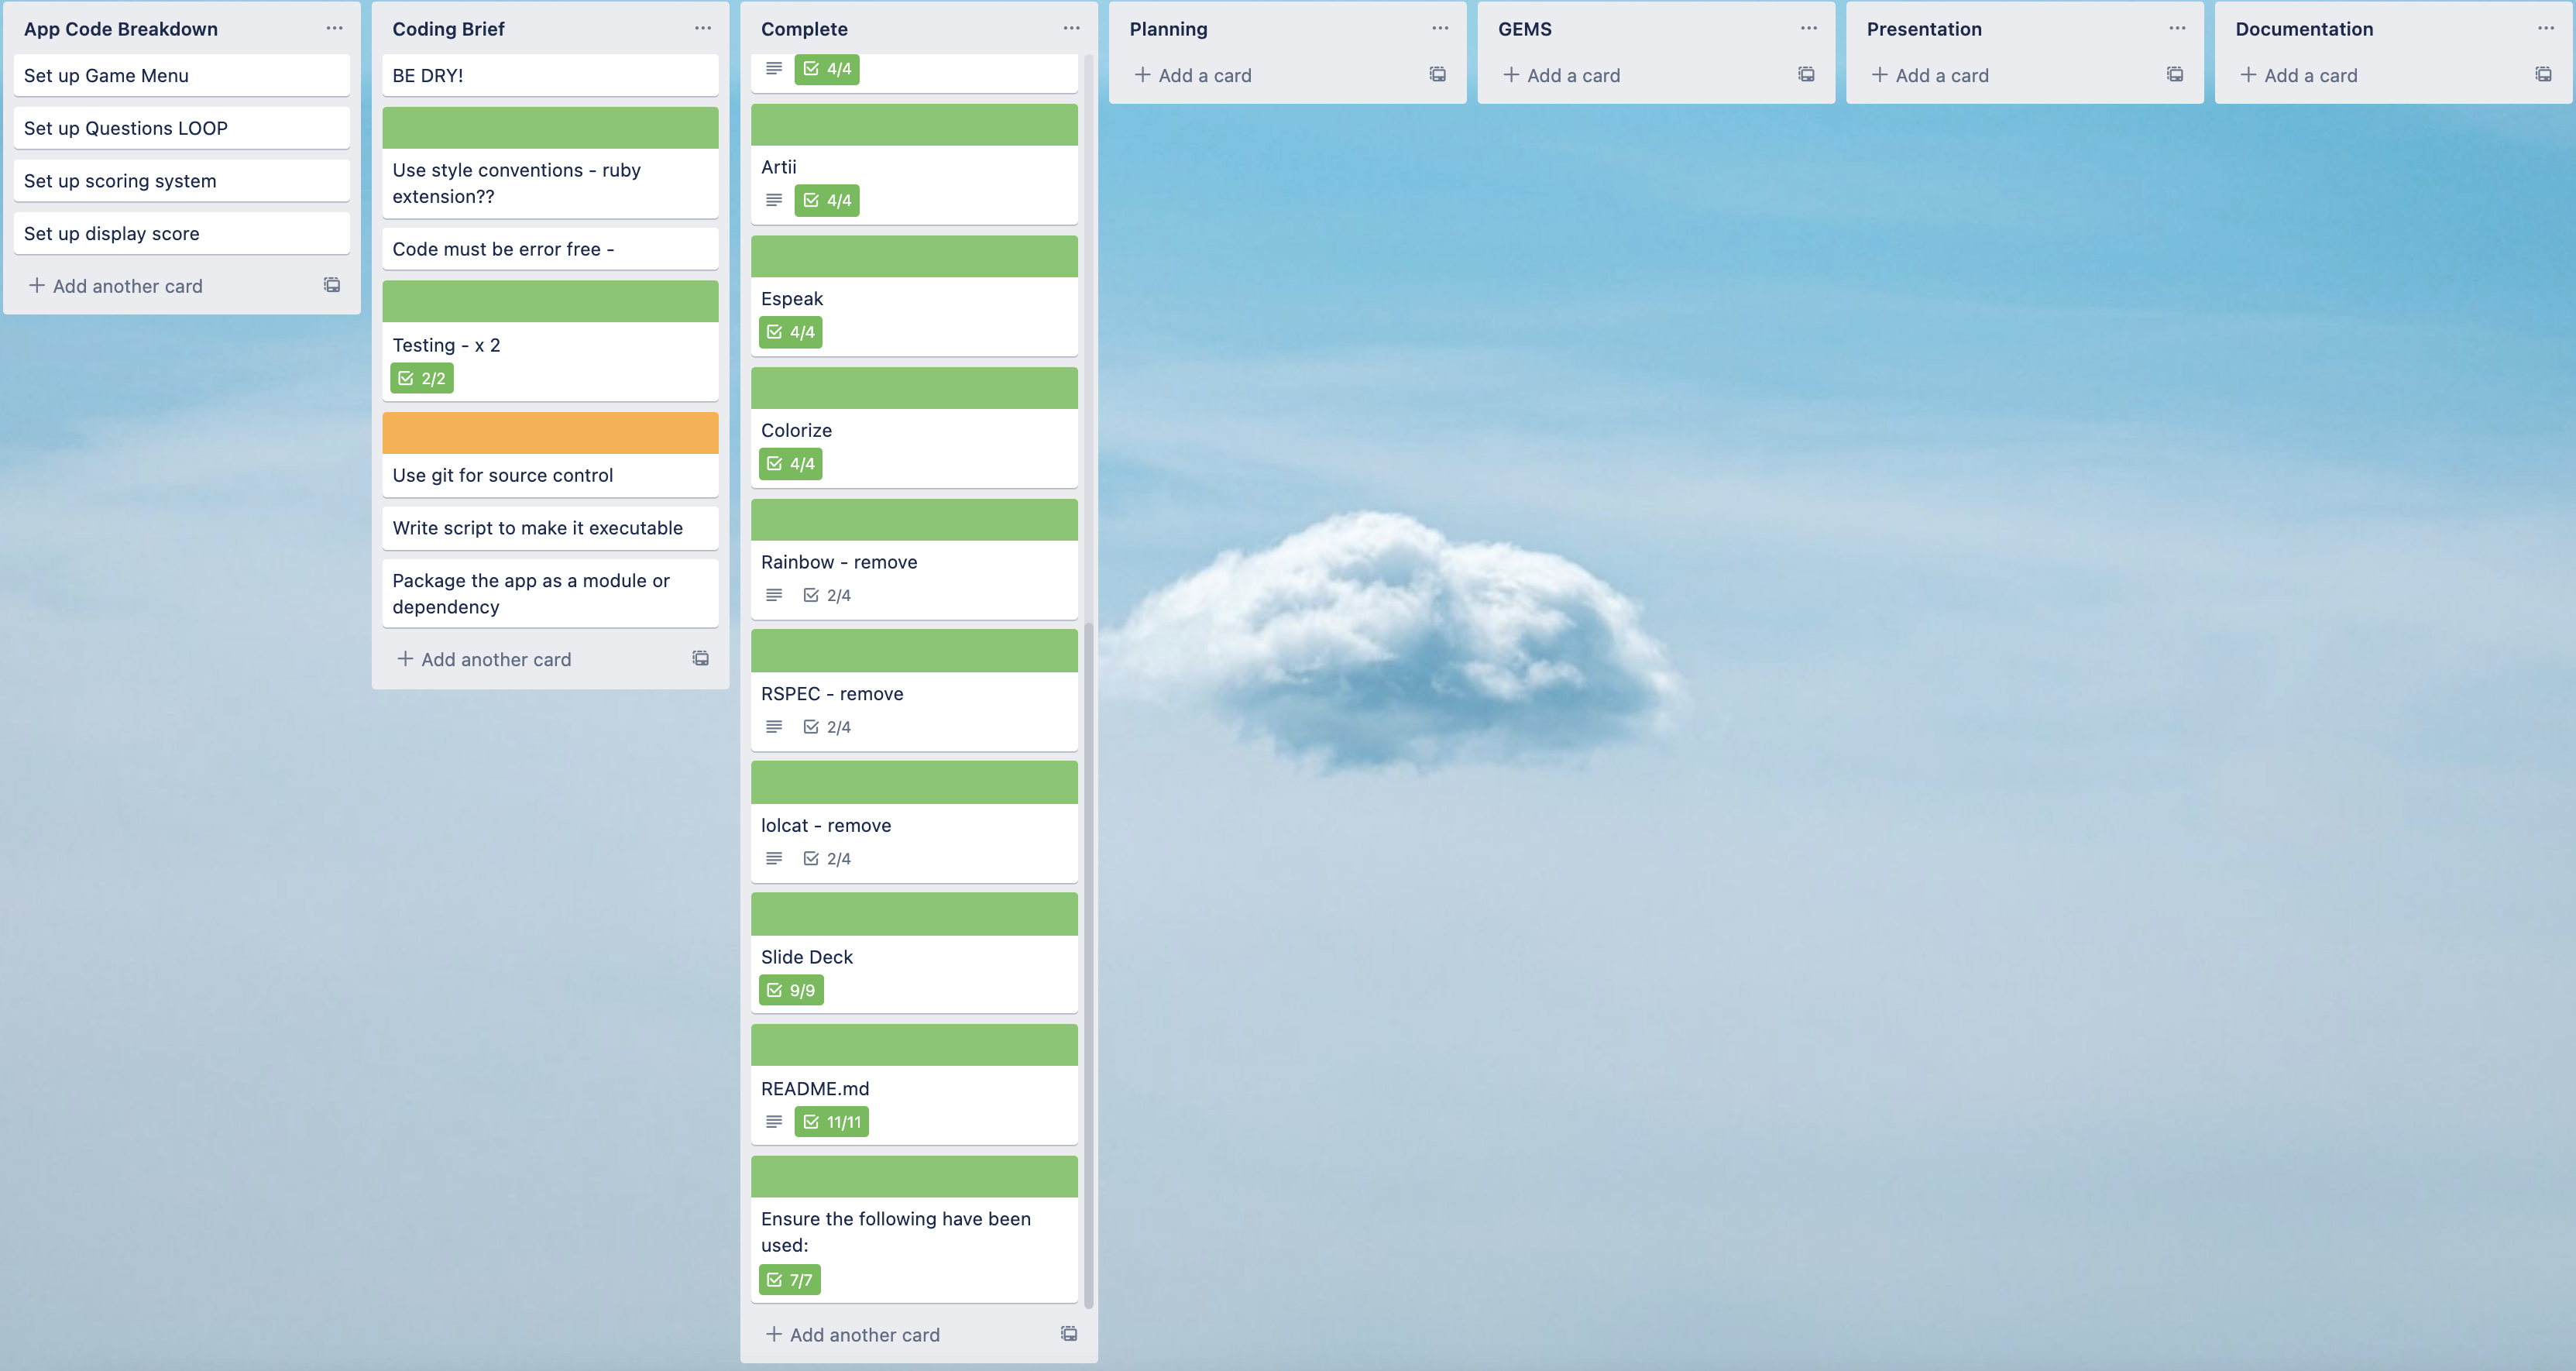 App Code Breakdown
Set up Game Menu
Set up Questions LOOP
Set up scoring system
Set up display score
Add another card
Coding Brief
BE DRY!
Use style conventions - ruby
extension??
Code must be error free -
Testing - x 2
2/2
Use git for source control
Write script to make it executable
Package the app as a module or
dependency
Add another card
Complete
4/4
Artii
4/4
Espeak
4/4
Colorize
4/4
Rainbow - remove
2/4
RSPEC - remove
2/4
lolcat - remove
2/4
Slide Deck
9/9
README.md
11/11
Ensure the following have been
used:
7/7
Add another card
Planning
Add a card
GEMS
Add a card
Presentation
Add a card
Documentation
Add a card